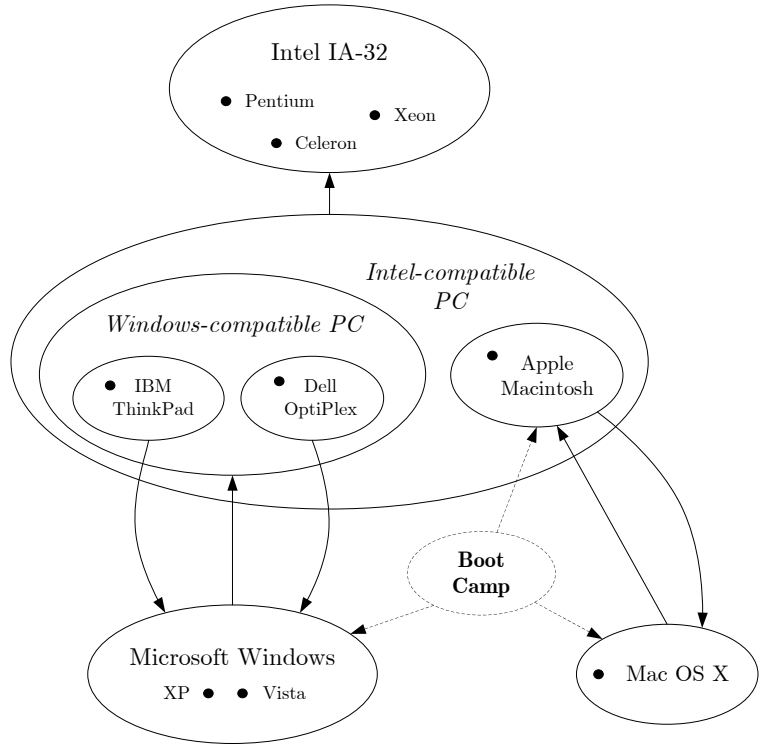 Intel IA-32
Pentium
Xeon
Celeron
Intel-compatible
PC
Windows-compatible PC
IBM
ThinkPad
Dell
OptiPlex
Apple
Macintosh
Boot
Camp
Microsoft Windows
XP
Vista
Mac OS X